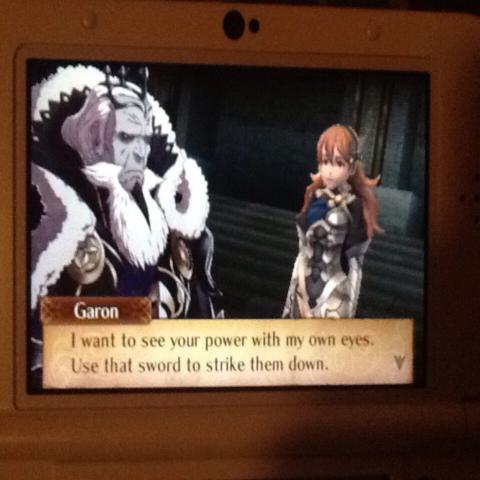 Garon
I want to see your power with my own eyes.
Use that sword to strike them down.